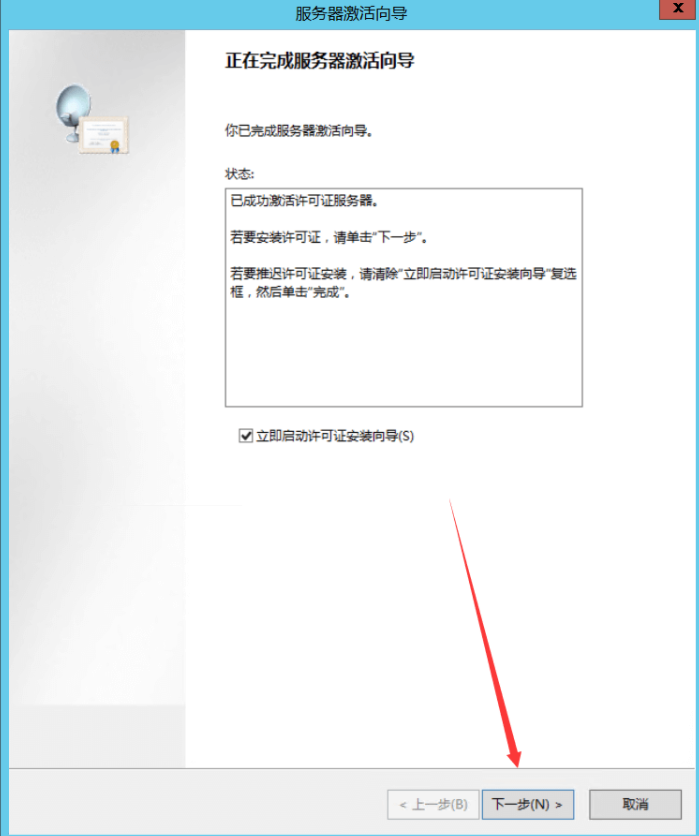 服务器激活向导
x
正在完成服务器激活向导
你已完成服务器激活向导。
状态:
已成功激活许可证服务器。
若要安装许可证，请单击"下一步"。
若要推迟许可证安装，请清除"立即启动许可证安装向导"复选
框，然后单击"完成"。
立即启动许可证安装向导(S)
< 上一步(B) 下一步(N) > 取消